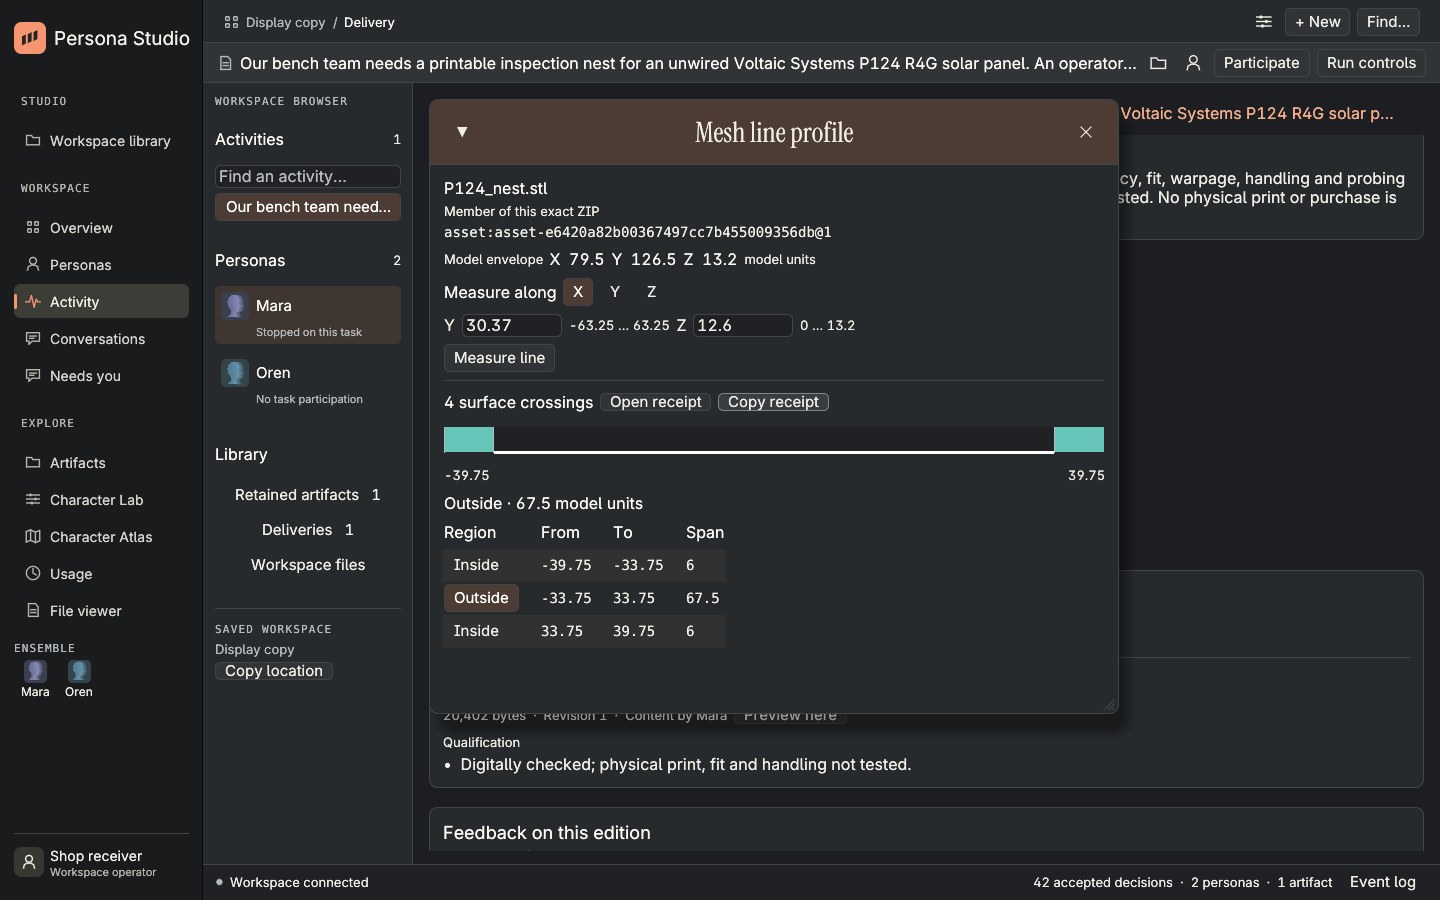 Persona Studio
STUDIO
Workspace library
WORKSPACE
Overview
Personas
Activity
Conversations
Needs you
EXPLORE
Artifacts
Character Lab
Character Atlas
Usage
File viewer
ENSEMBLE
Mara Oren
Shop receiver
Workspace operator
Display copy / Delivery
+ New Find...
Our bench team needs a printable inspection nest for an unwired Voltaic Systems P124 R4G solar panel. An operator...
Participate Run controls
WORKSPACE BROWSER
Activities 1
Find an activity...
Our bench team need...
Personas 2
Mara
Stopped on this task
Oren
No task participation
Library
Retained artifacts 1
Deliveries 1
Workspace files
SAVED WORKSPACE
Display copy
Copy location
▼ Mesh line profile ×
P124_nest.stl
Member of this exact ZIP
asset:asset-e6420a82b00367497cc7b455009356db@1
Model envelope X 79.5 Y 126.5 Z 13.2 model units
Measure along X Y Z
Y 30.37 -63.25 ... 63.25 Z 12.6 0 ... 13.2
Measure line
4 surface crossings Open receipt Copy receipt
-39.75 39.75
Outside · 67.5 model units
Region From To Span
Inside -39.75 -33.75 6
Outside -33.75 33.75 67.5
Inside 33.75 39.75 6
Voltaic Systems P124 R4G solar p...
cy, fit, warpage, handling and probing
sted. No physical print or purchase is
20,402 bytes · Revision 1 · Content by Mara Preview here
Qualification
• Digitally checked; physical print, fit and handling not tested.
Feedback on this edition
Workspace connected
42 accepted decisions · 2 personas · 1 artifact Event log